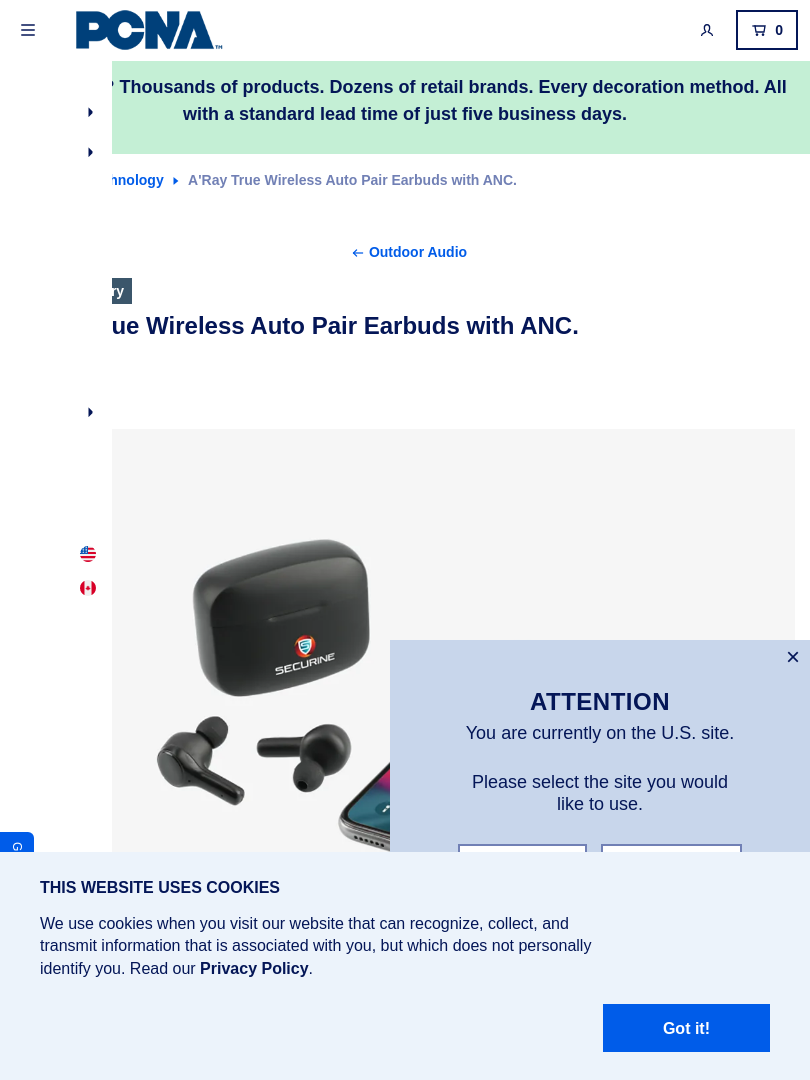 PCNA
TM
0
? Thousands of products. Dozens of retail brands. Every decoration method. All
with a standard lead time of just five business days.
A'Ray True Wireless Auto Pair Earbuds with ANC.
Outdoor Audio
Wireless Auto Pair Earbuds with ANC.
SECURINE
ATTENTION
You are currently on the U.S. site.
Please select the site you would
like to use.
G
THIS WEBSITE USES COOKIES
We use cookies when you visit our website that can recognize, collect, and
transmit information that is associated with you, but which does not personally
identify you. Read our Privacy Policy.
Got it!